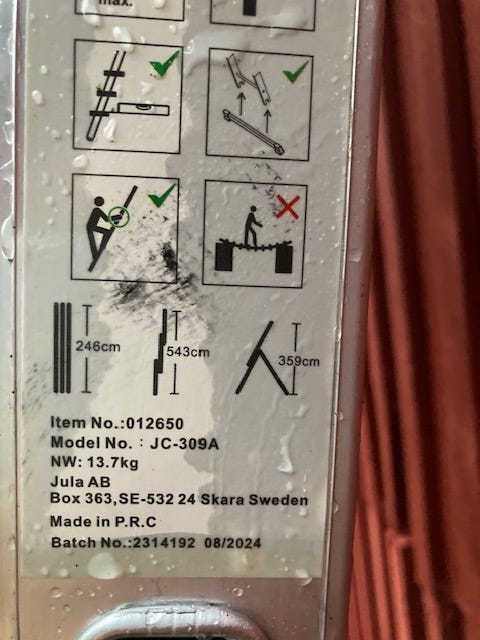 max.
246cm
543cm
359cm
Item No.:012650
Model No. : JC-309A
NW: 13.7kg
Jula AB
Box 363,SE-532 24 Skara Sweden
Made in P.R.C
Batch No.:2314192 08/2024